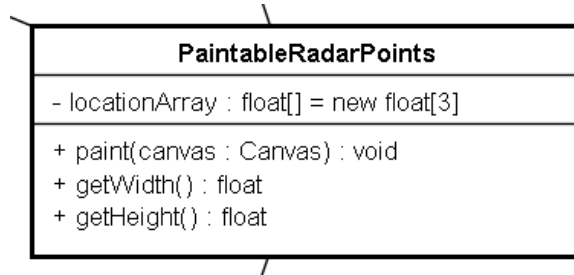 PaintableRadarPoints
- locationArray : float[] = new float[3]
+ paint(canvas : Canvas) : void
+ getWidth() : float
+ getHeight() : float